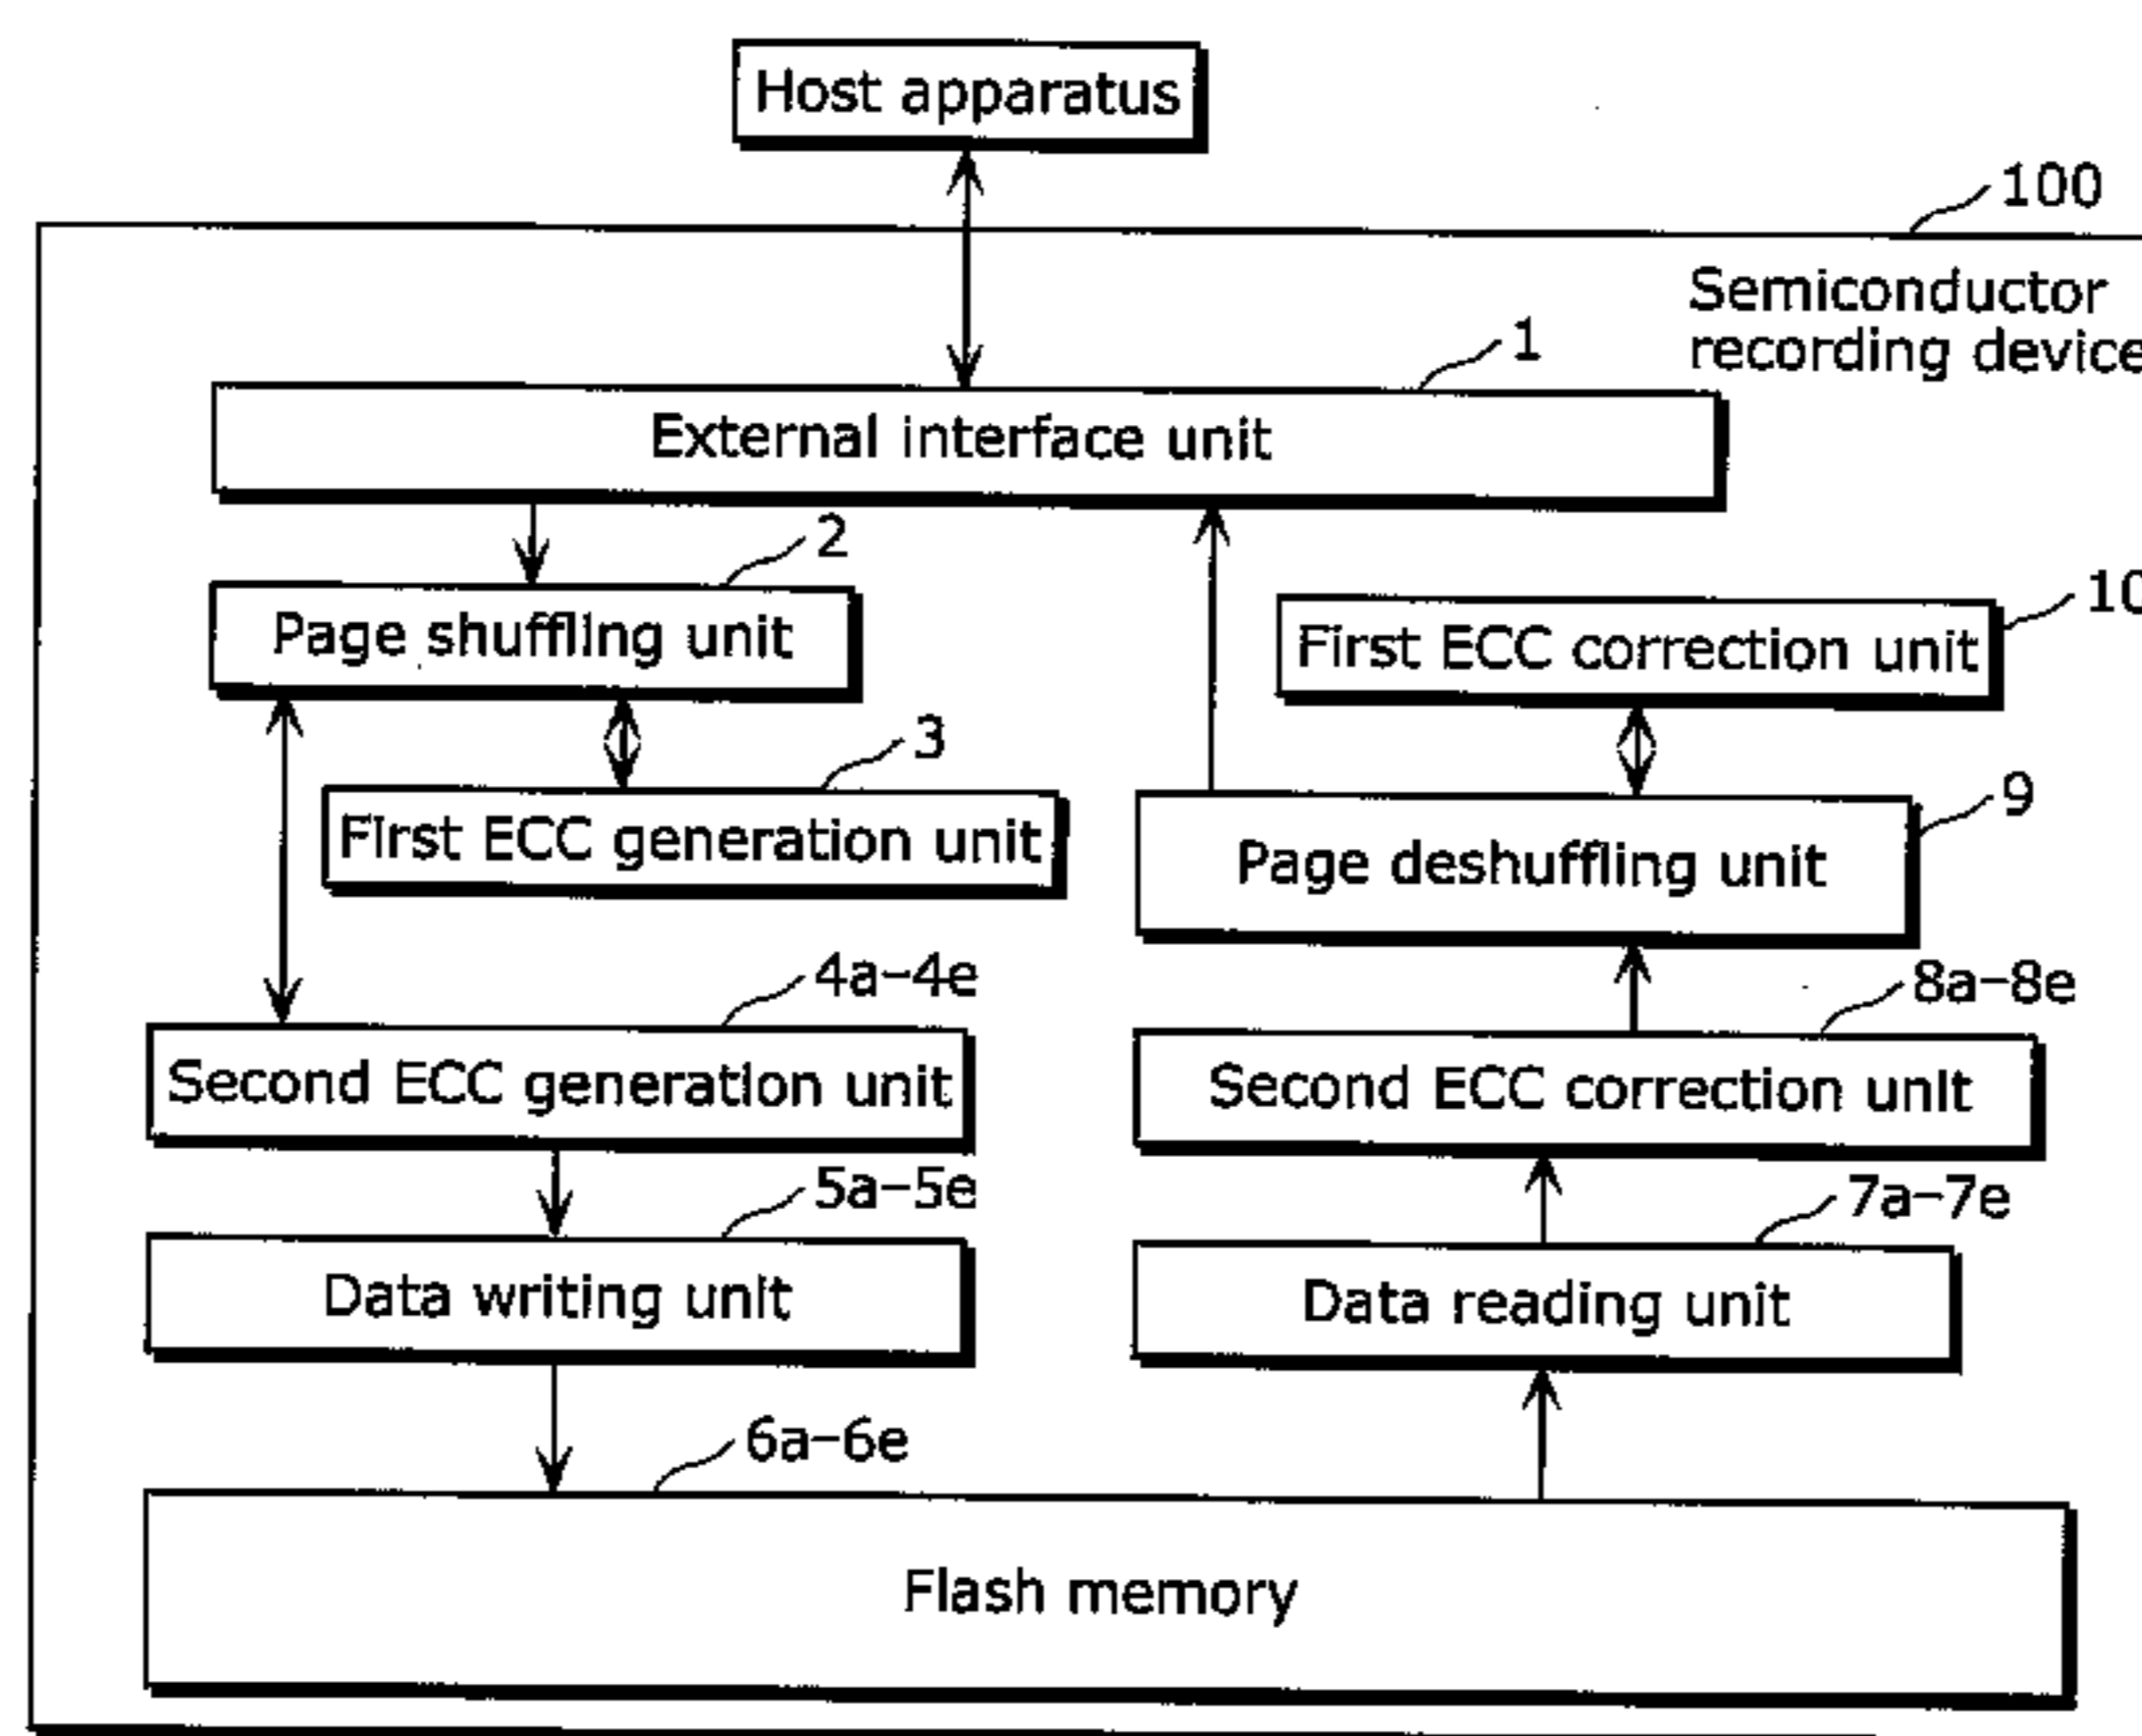 Host apparatus
100
Semiconductor
recording device
1
External interface unit
2
Page shuffling unit
10
First ECC correction unit
3
First ECC generation unit
9
Page deshuffling unit
4a-4e
8a-8e
Second ECC generation unit
Second ECC correction unit
5a-5e
7a-7e
Data writing unit
Data reading unit
6a-6e
Flash memory